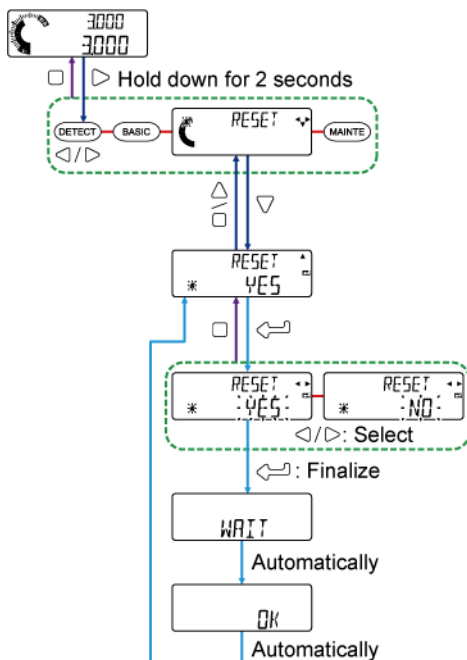 3.000
3.000
Hold down for 2 seconds
DETECT BASIC RESET MAINTE
/
/
RESET
YES
RESET RESET
YES NO
/ : Select
: Finalize
WAIT
Automatically
OK
Automatically